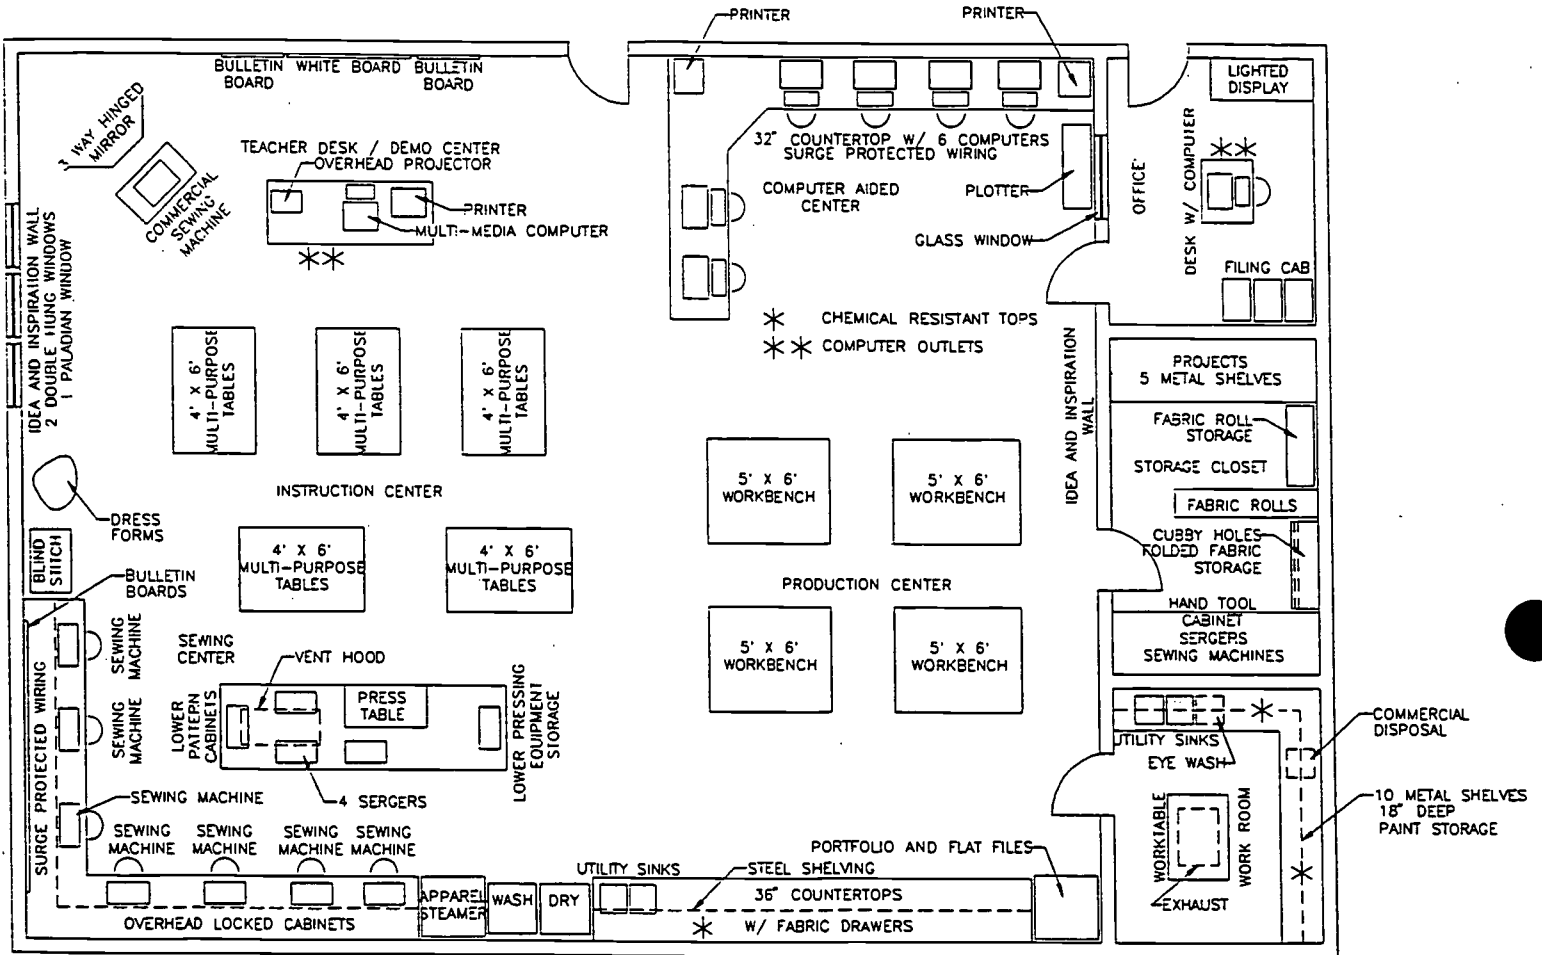 PRINTER
PRINTER
BULLETIN
BOARD
WHITE BOARD
BULLETIN
BOARD
LIGHTED
DISPLAY
3 WAY HINGED
MIRROR
COMMERCIAL
SEWING
MACHINE
TEACHER DESK / DEMO CENTER
OVERHEAD PROJECTOR
PRINTER
MULTI-MEDIA COMPUTER
32" COUNTERTOP W/ 6 COMPUTERS
SURGE PROTECTED WIRING
COMPUTER AIDED
CENTER
PLOTTER
GLASS WINDOW
OFFICE
DESK W/ COMPUTER
FILING CAB
IDEA AND INSPIRATION WALL
2 DOUBLE HUNG WINDOWS
1 PALADIAN WINDOW
CHEMICAL RESISTANT TOPS
COMPUTER OUTLETS
4' X 6'
MULTI-PURPOSE
TABLES
4' X 6'
MULTI-PURPOSE
TABLES
4' X 6'
MULTI-PURPOSE
TABLES
IDEA AND INSPIRATION
WALL
PROJECTS
5 METAL SHELVES
FABRIC ROLL
STORAGE
STORAGE CLOSET
FABRIC ROLLS
CUBBY HOLES
FOLDED FABRIC
STORAGE
HAND TOOL
CABINET
SERGERS
SEWING MACHINES
INSTRUCTION CENTER
5' X 6'
WORKBENCH
5' X 6'
WORKBENCH
DRESS
FORMS
BLIND
STITCH
BULLETIN
BOARDS
4' X 6'
MULTI-PURPOSE
TABLES
4' X 6'
MULTI-PURPOSE
TABLES
PRODUCTION CENTER
5' X 6'
WORKBENCH
5' X 6'
WORKBENCH
SEWING
MACHINE
SEWING
CENTER
VENT HOOD
SURGE PROTECTED WIRING
SEWING
MACHINE
LOWER
PATTERN
CABINETS
PRESS
TABLE
LOWER PRESSING
EQUIPMENT
STORAGE
4 SERGERS
SEWING MACHINE
SEWING
MACHINE
SEWING
MACHINE
SEWING
MACHINE
SEWING
MACHINE
OVERHEAD LOCKED CABINETS
APPAREL
STEAMER
WASH
DRY
UTILITY SINKS
STEEL SHELVING
PORTFOLIO AND FLAT FILES
36" COUNTERTOPS
W/ FABRIC DRAWERS
UTILITY SINKS
EYE WASH
COMMERCIAL
DISPOSAL
10 METAL SHELVES
18" DEEP
PAINT STORAGE
WORKTABLE
WORK ROOM
EXHAUST